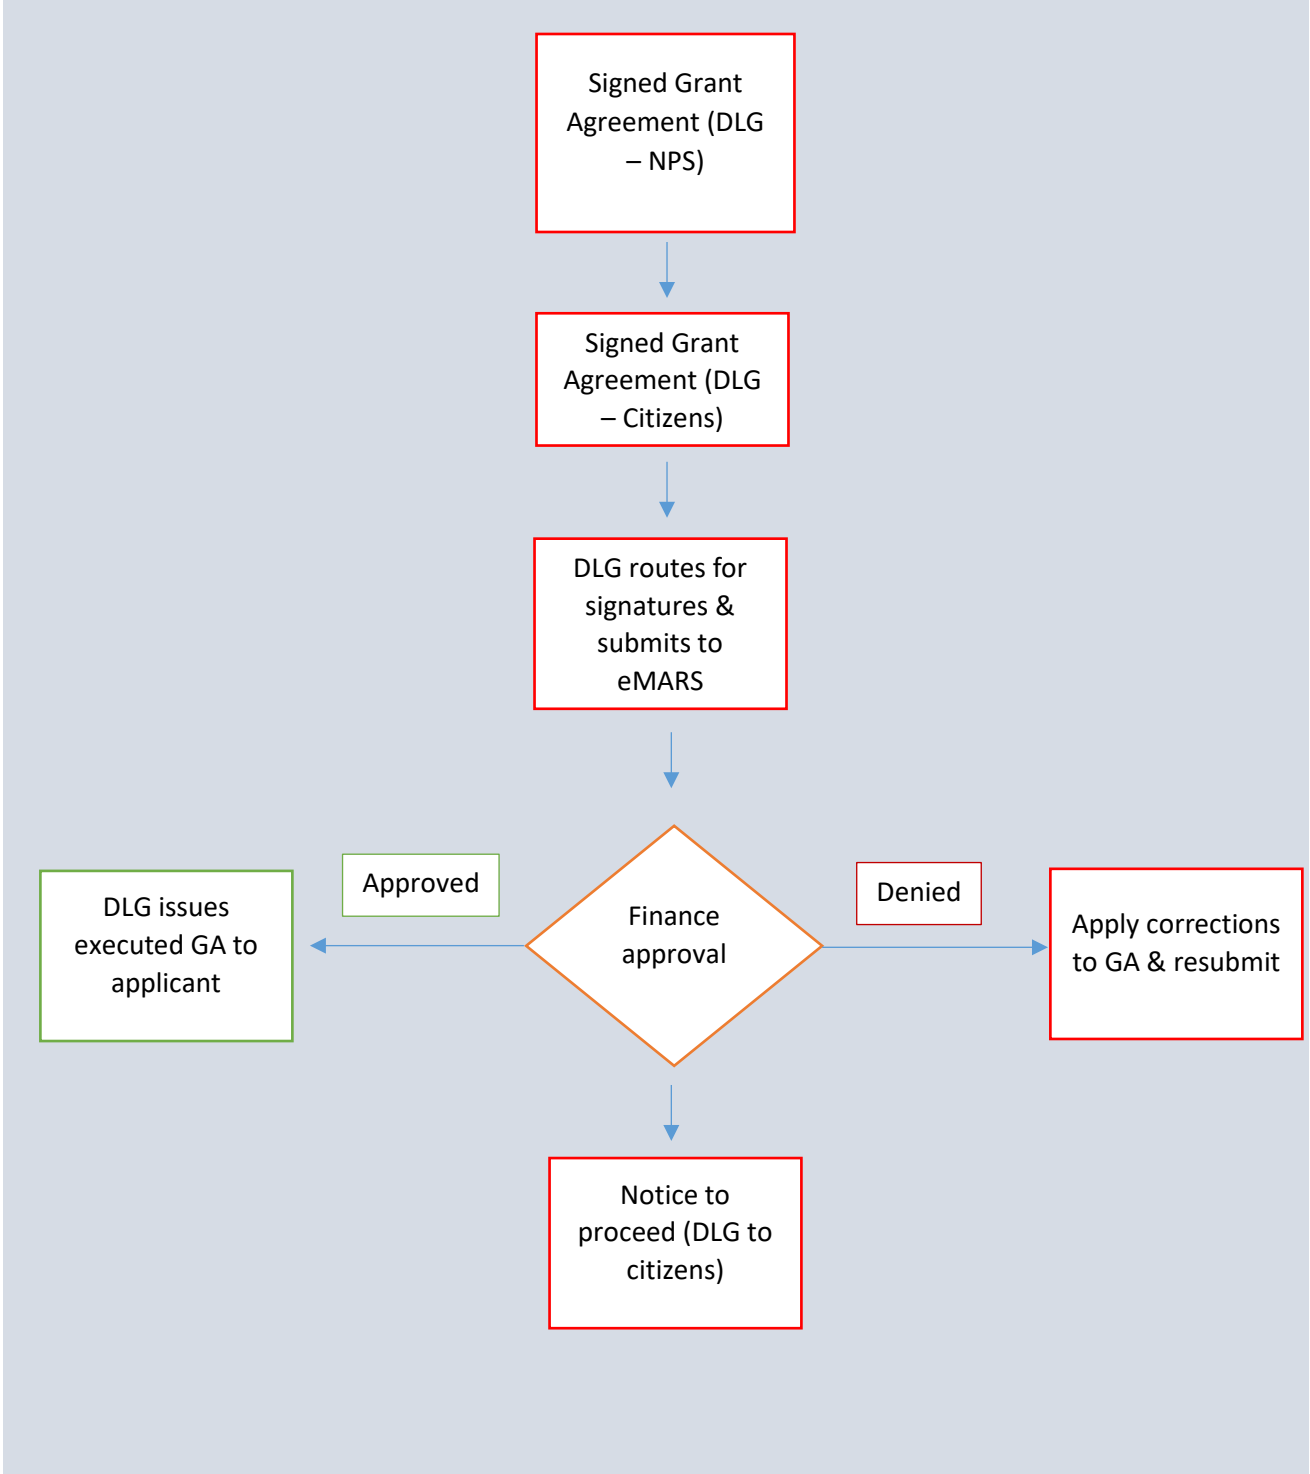 Signed Grant
Agreement (DLG
– NPS)
Signed Grant
Agreement (DLG
– Citizens)
DLG routes for
signatures &
submits to
eMARS
Approved
Denied
DLG issues
executed GA to
applicant
Finance
approval
Apply corrections
to GA & resubmit
Notice to
proceed (DLG to
citizens)